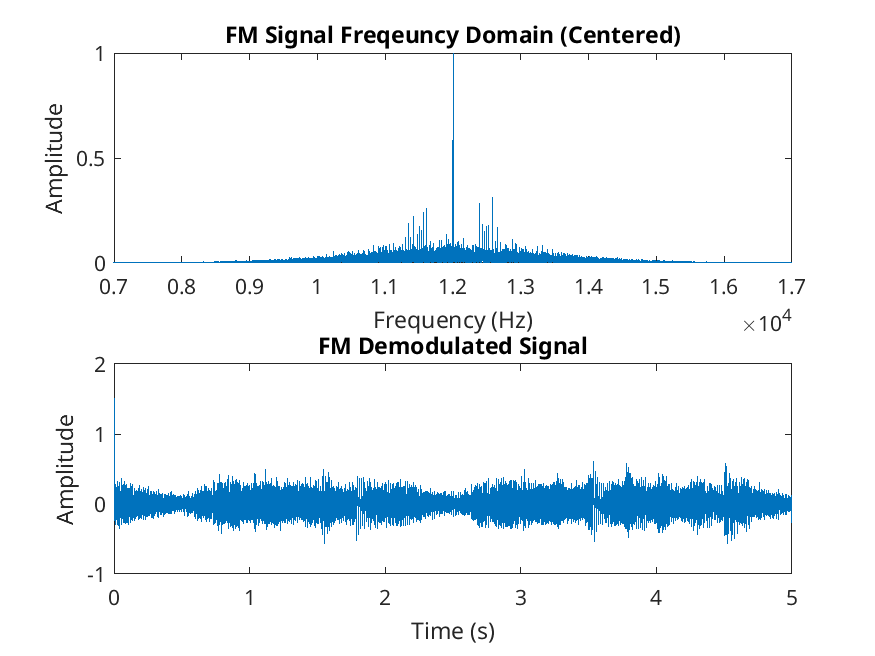 FM Signal Freqeuncy Domain (Centered)
1
0.5
0
Amplitude
0.7 0.8 0.9 1 1.1 1.2 1.3 1.4 1.5 1.6 1.7
Frequency (Hz)
×10⁴
FM Demodulated Signal
2
1
0
-1
Amplitude
0 1 2 3 4 5
Time (s)